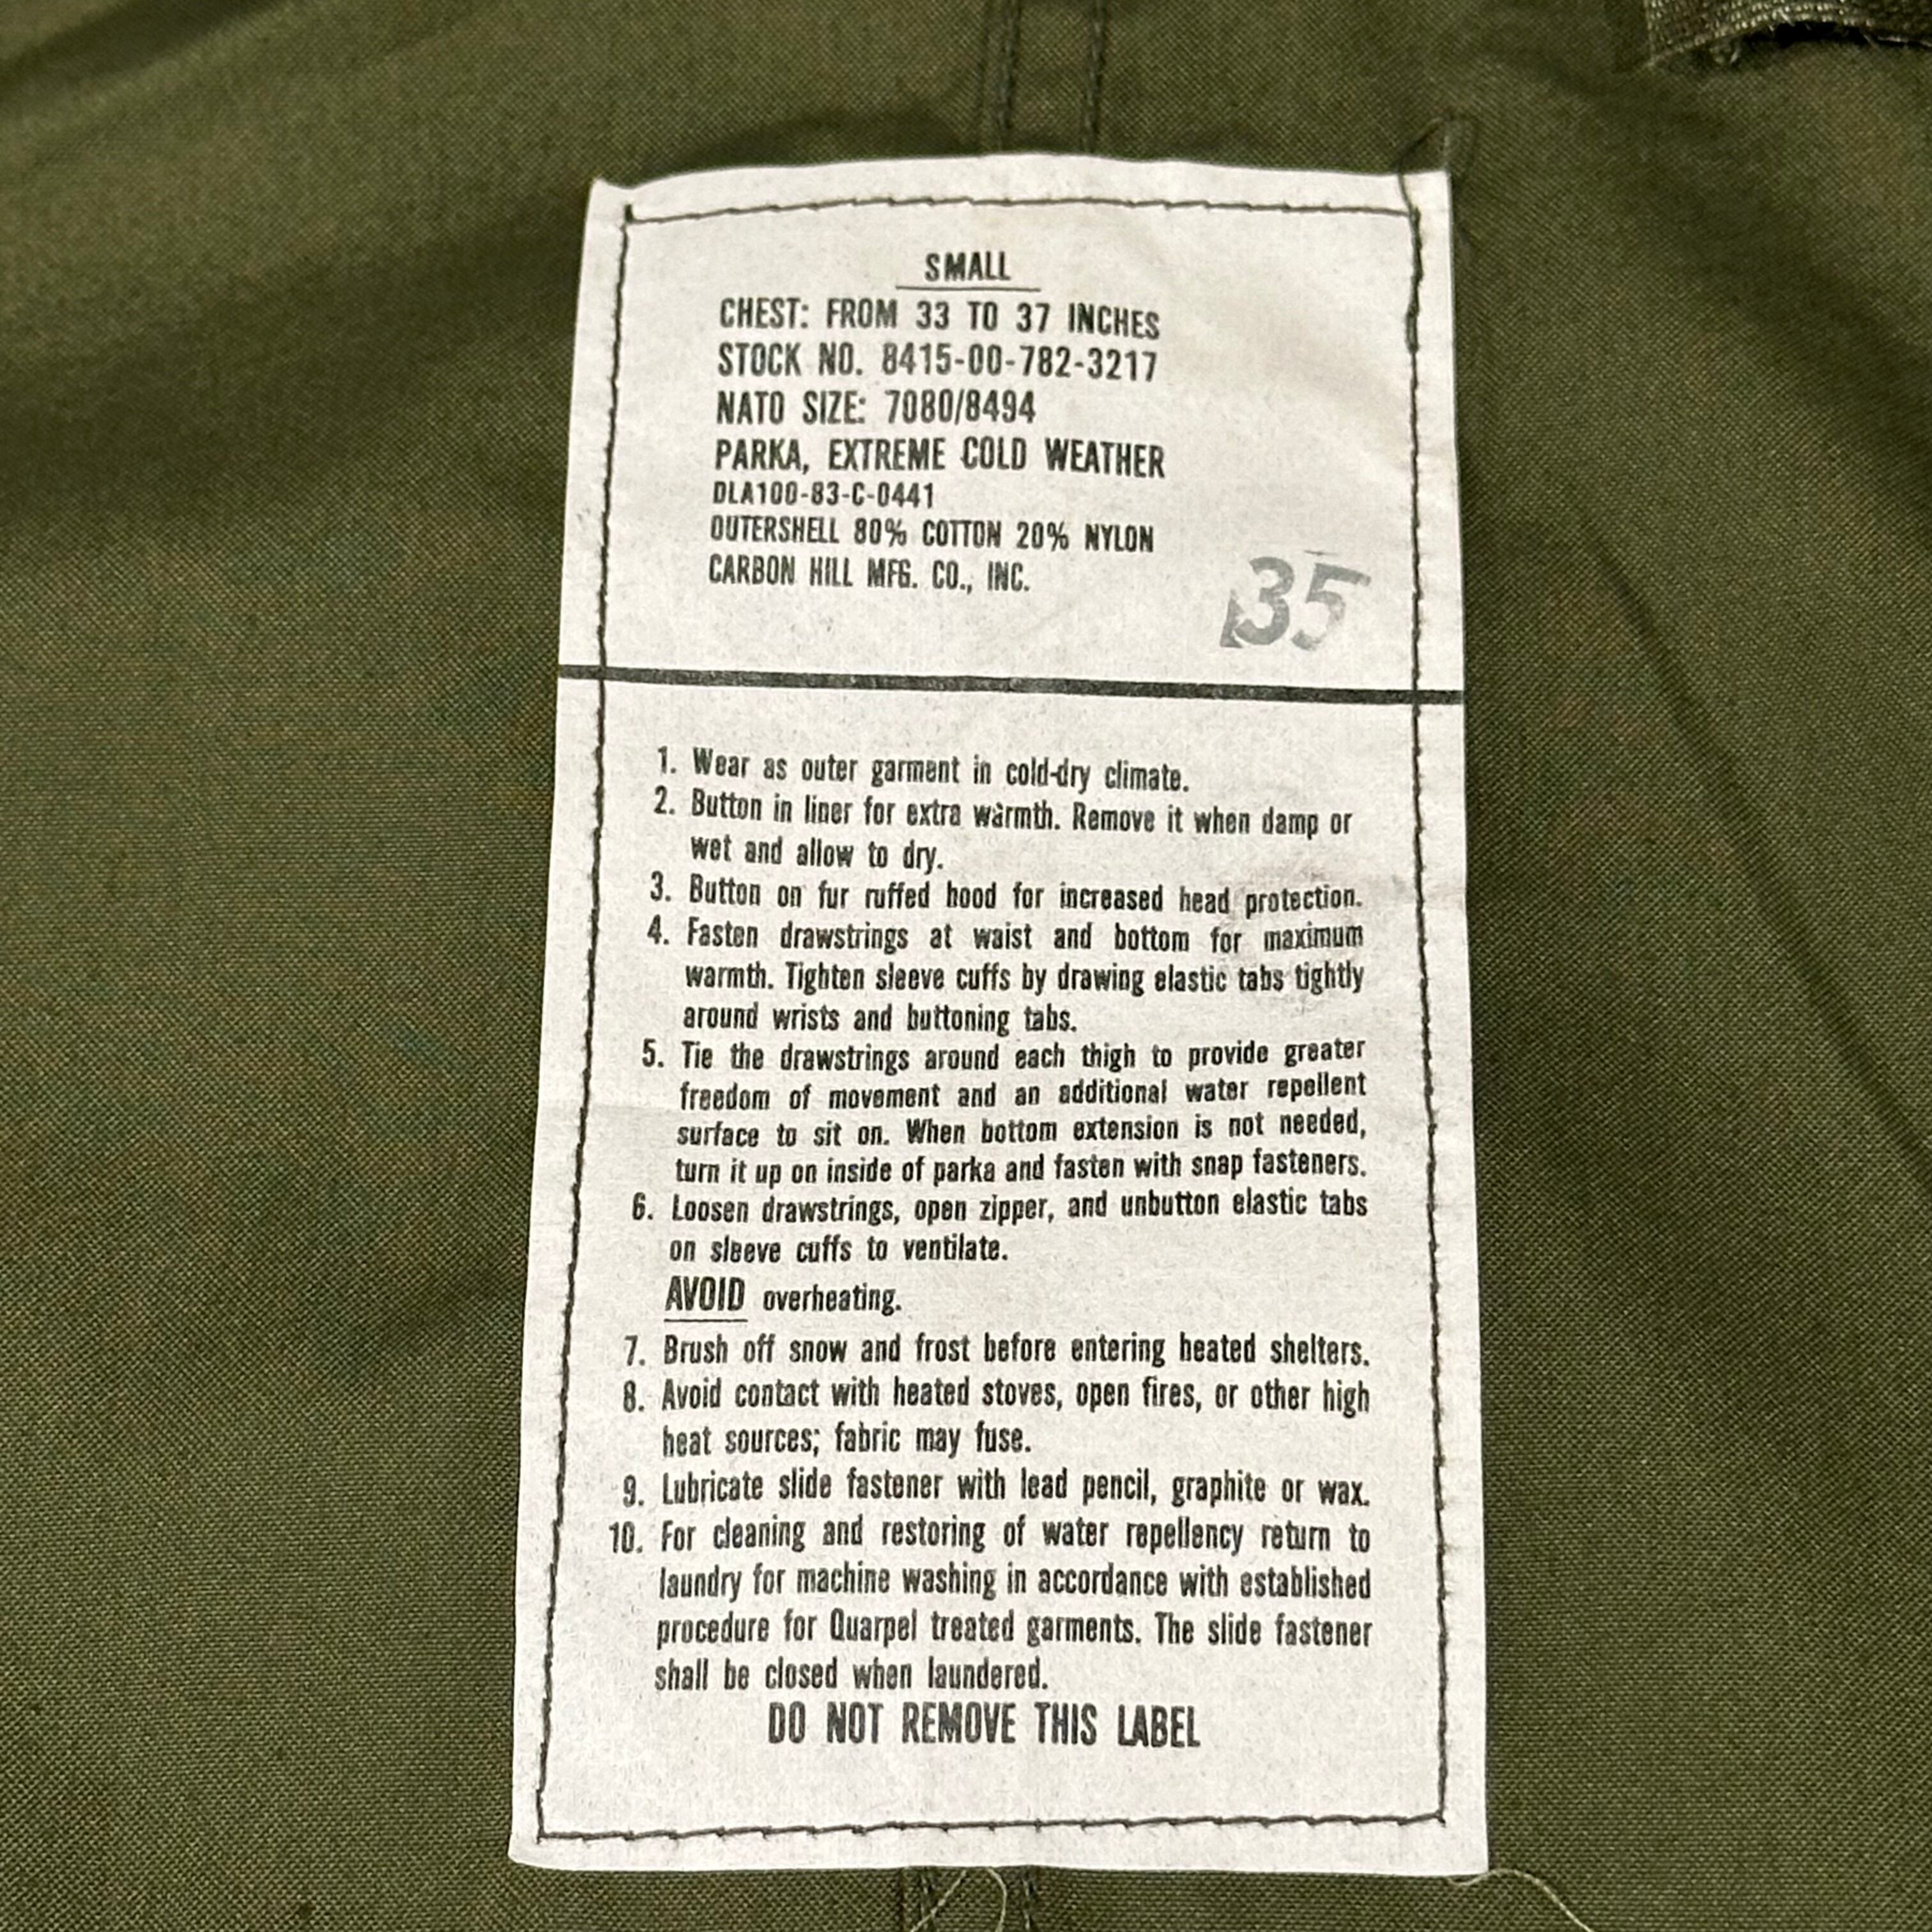 SMALL
CHEST: FROM 33 TO 37 INCHES
STOCK NO. 8415-00-782-3217
NATO SIZE: 7080/8494
PARKA, EXTREME COLD WEATHER
DLA100-83-C-0441
OUTERSHELL 80% COTTON 20% NYLON
CARBON HILL MFG. CO., INC.
35
1. Wear as outer garment in cold-dry climate.
2. Button in liner for extra warmth. Remove it when damp or
wet and allow to dry.
3. Button on fur ruffed hood for increased head protection.
4. Fasten drawstrings at waist and bottom for maximum
warmth. Tighten sleeve cuffs by drawing elastic tabs tightly
around wrists and buttoning tabs.
5. Tie the drawstrings around each thigh to provide greater
freedom of movement and an additional water repellent
surface to sit on. When bottom extension is not needed,
turn it up on inside of parka and fasten with snap fasteners.
6. Loosen drawstrings, open zipper, and unbutton elastic tabs
on sleeve cuffs to ventilate.
AVOID overheating.
7. Brush off snow and frost before entering heated shelters.
8. Avoid contact with heated stoves, open fires, or other high
heat sources; fabric may fuse.
9. Lubricate slide fastener with lead pencil, graphite or wax.
10. For cleaning and restoring of water repellency return to
laundry for machine washing in accordance with established
procedure for Quarpel treated garments. The slide fastener
shall be closed when laundered.
DO NOT REMOVE THIS LABEL